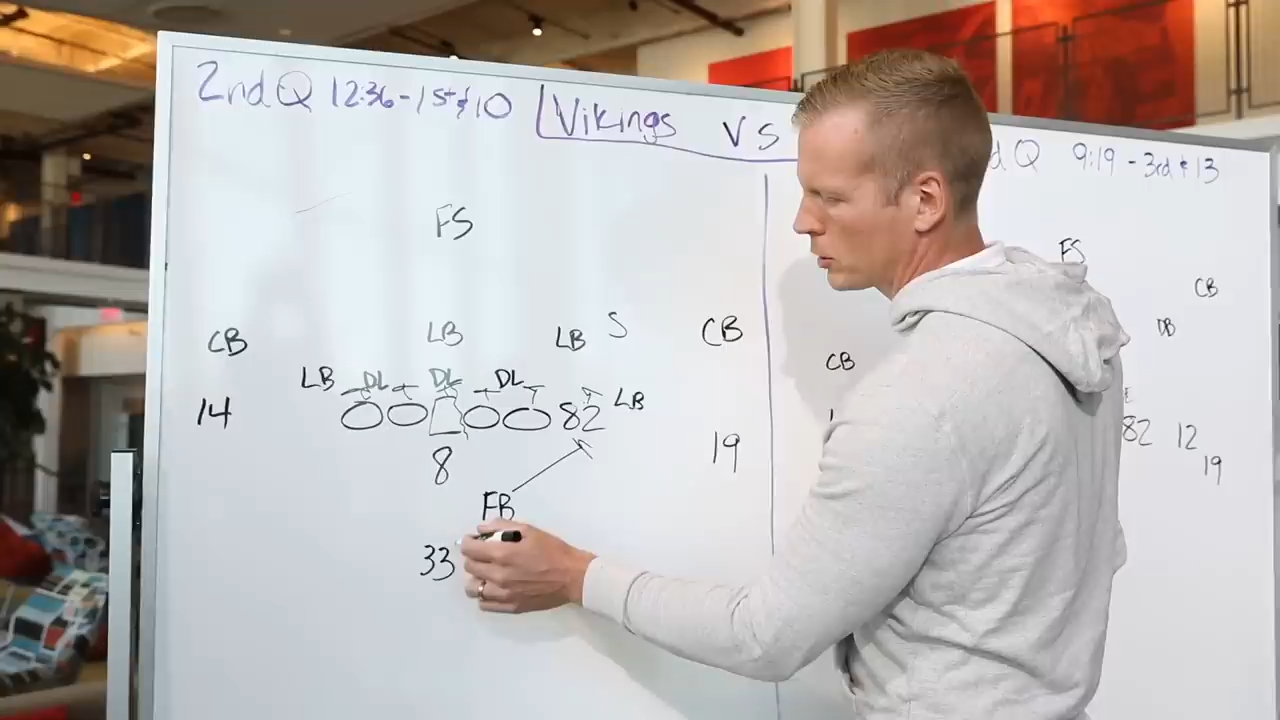 2nd Q 12:36 - 1st & 10
Vikings VS
d Q 9:19 - 3rd & 13
FS
CB LB LB S CB
LB DL DL DL LB
14 82 19
8
FB
33
FS
CB
DB
CB
82 12
19